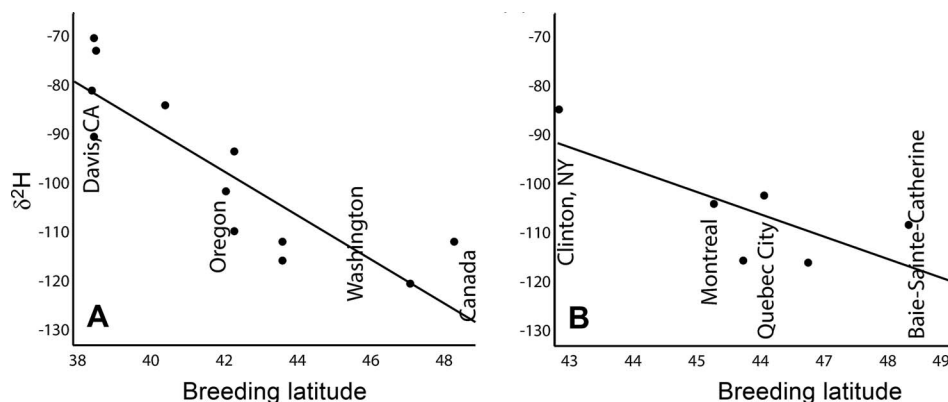 -70
-80
-90
-100
-110
-120
-130
δ²H
Davis, CA
Oregon
Washington
Canada
A
38
40
42
44
46
48
Breeding latitude
-70
-80
-90
-100
-110
-120
-130
Clinton, NY
Montreal
Quebec City
Baie-Sainte-Catherine
B
43
44
45
44
47
48
49
Breeding latitude